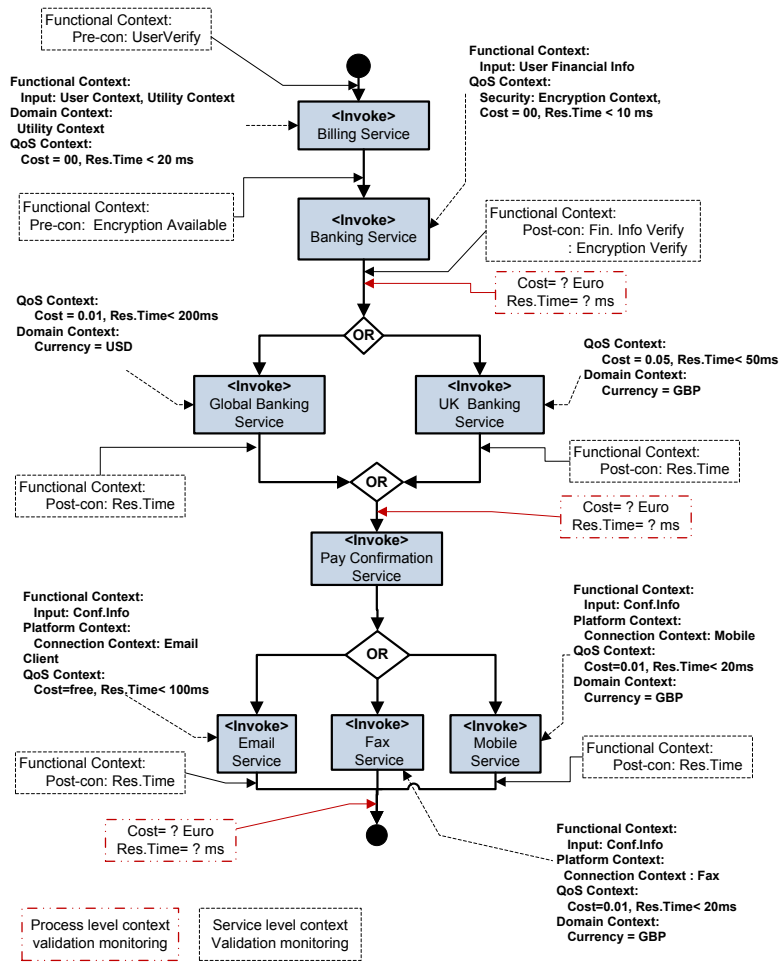 Functional Context:
Pre-con: UserVerify
Functional Context:
Input: User Context, Utility Context
Domain Context:
Utility Context
QoS Context:
Cost = 00, Res.Time < 20 ms
Functional Context:
Input: User Financial Info
QoS Context:
Security: Encryption Context,
Cost = 00, Res.Time < 10 ms
<Invoke>
Billing Service
Functional Context:
Pre-con: Encryption Available
<Invoke>
Banking Service
Functional Context:
Post-con: Fin. Info Verify
: Encryption Verify
Cost= ? Euro
Res.Time= ? ms
QoS Context:
Cost = 0.01, Res.Time< 200ms
Domain Context:
Currency = USD
OR
QoS Context:
Cost = 0.05, Res.Time< 50ms
Domain Context:
Currency = GBP
<Invoke>
Global Banking
Service
<Invoke>
UK Banking
Service
Functional Context:
Post-con: Res.Time
OR
Functional Context:
Post-con: Res.Time
Cost= ? Euro
Res.Time= ? ms
<Invoke>
Pay Confirmation
Service
Functional Context:
Input: Conf.Info
Platform Context:
Connection Context: Email
Client
QoS Context:
Cost=free, Res.Time< 100ms
OR
Functional Context:
Input: Conf.Info
Platform Context:
Connection Context: Mobile
QoS Context:
Cost=0.01, Res.Time< 20ms
Domain Context:
Currency = GBP
<Invoke>
Email
Service
<Invoke>
Fax
Service
<Invoke>
Mobile
Service
Functional Context:
Post-con: Res.Time
Functional Context:
Post-con: Res.Time
Cost= ? Euro
Res.Time= ? ms
Functional Context:
Input: Conf.Info
Platform Context:
Connection Context : Fax
QoS Context:
Cost=0.01, Res.Time< 20ms
Domain Context:
Currency = GBP
Process level context
validation monitoring
Service level context
Validation monitoring